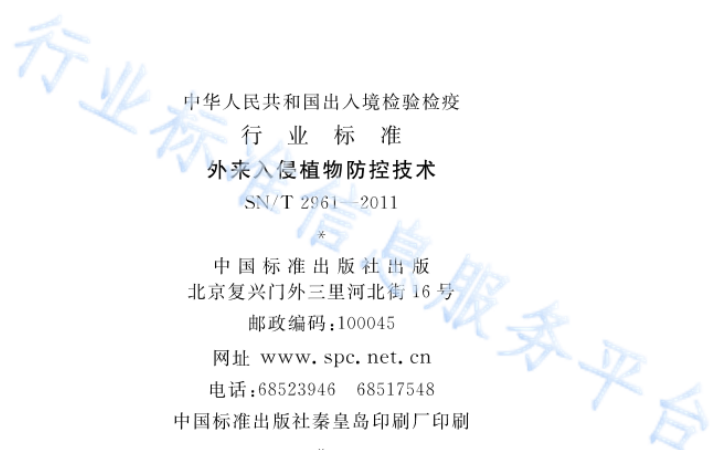 中华人民共和国出入境检验检疫
行业标准
外来入侵植物防控技术
SN/T 2961—2011
*
中国标准出版社出版
北京复兴门外三里河北街16号
邮政编码:100045
网址 www.spc.net.cn
电话:68523946 68517548
中国标准出版社秦皇岛印刷厂印刷
行业标准信息服务平台